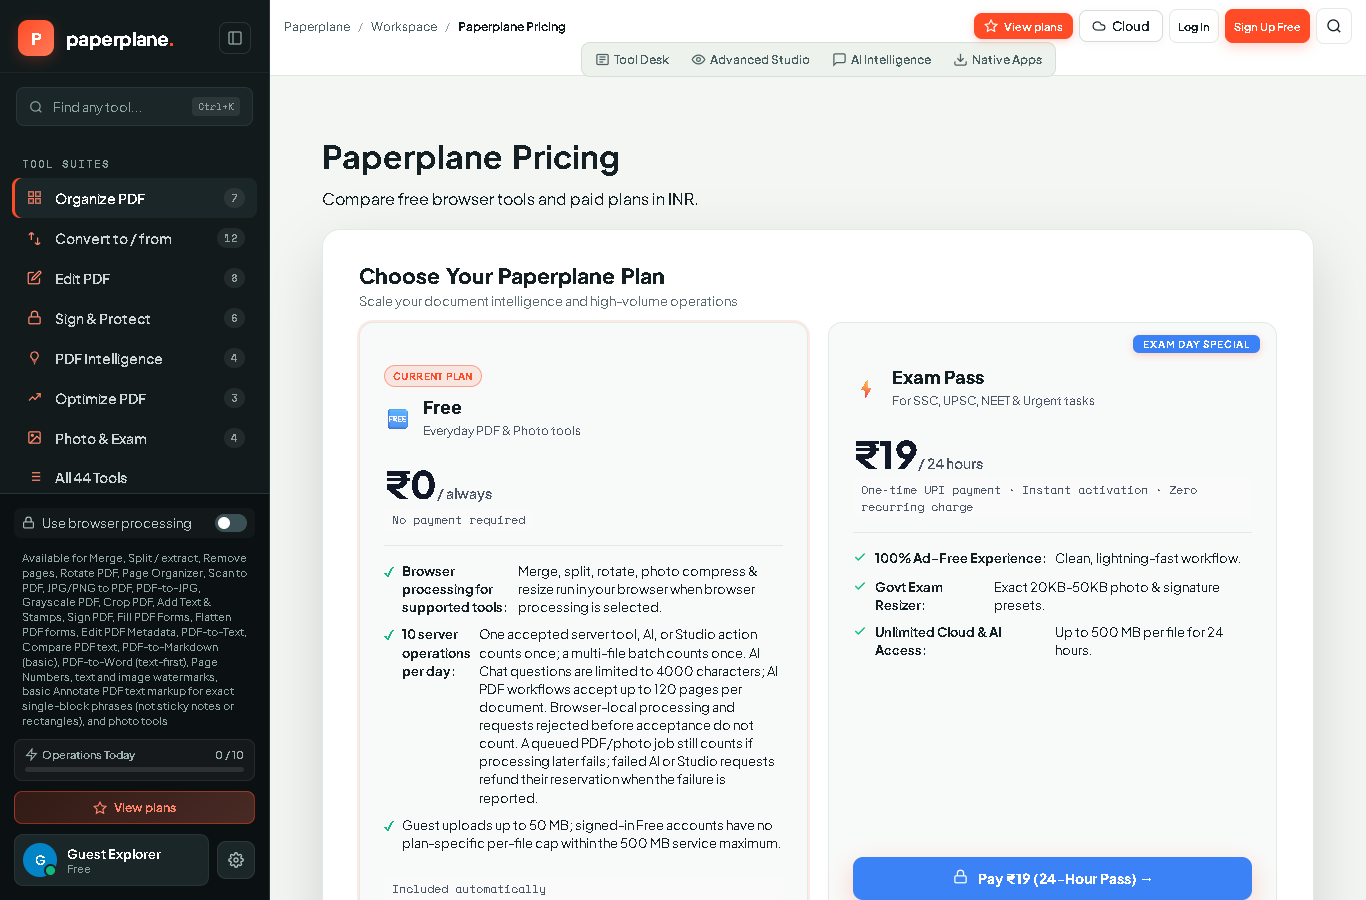 P paperplane.
Find any tool... Ctrl+K
TOOL SUITES
Organize PDF 7
Convert to / from 12
Edit PDF 8
Sign & Protect 6
PDF Intelligence 4
Optimize PDF 3
Photo & Exam 4
All 44 Tools
Use browser processing
Available for Merge, Split / extract, Remove
pages, Rotate PDF, Page Organizer, Scan to
PDF, JPG/PNG to PDF, PDF-to-JPG,
Grayscale PDF, Crop PDF, Add Text &
Stamps, Sign PDF, Fill PDF Forms, Flatten
PDF forms, Edit PDF Metadata, PDF-to-Text,
Compare PDF text, PDF-to-Markdown
(basic), PDF-to-Word (text-first), Page
Numbers, text and image watermarks,
basic Annotate PDF text markup for exact
single-block phrases (not sticky notes or
rectangles), and photo tools
Operations Today 0 / 10
View plans
G Guest Explorer
Free
Paperplane / Workspace / Paperplane Pricing
View plans Cloud Log In Sign Up Free
Tool Desk Advanced Studio AI Intelligence Native Apps
Paperplane Pricing
Compare free browser tools and paid plans in INR.
Choose Your Paperplane Plan
Scale your document intelligence and high-volume operations
CURRENT PLAN
FREE Free
Everyday PDF & Photo tools
₹0 / always
No payment required
Browser processing for supported tools: Merge, split, rotate, photo compress &
resize run in your browser when browser
processing is selected.
10 server operations per day: One accepted server tool, AI, or Studio action
counts once; a multi-file batch counts once. AI
Chat questions are limited to 4000 characters; AI
PDF workflows accept up to 120 pages per
document. Browser-local processing and
requests rejected before acceptance do not
count. A queued PDF/photo job still counts if
processing later fails; failed AI or Studio requests
refund their reservation when the failure is
reported.
Guest uploads up to 50 MB; signed-in Free accounts have no
plan-specific per-file cap within the 500 MB service maximum.
Included automatically
EXAM DAY SPECIAL
Exam Pass
For SSC, UPSC, NEET & Urgent tasks
₹19 / 24 hours
One-time UPI payment · Instant activation · Zero
recurring charge
100% Ad-Free Experience: Clean, lightning-fast workflow.
Govt Exam Resizer: Exact 20KB-50KB photo & signature
presets.
Unlimited Cloud & AI Access: Up to 500 MB per file for 24
hours.
Pay ₹19 (24-Hour Pass) →